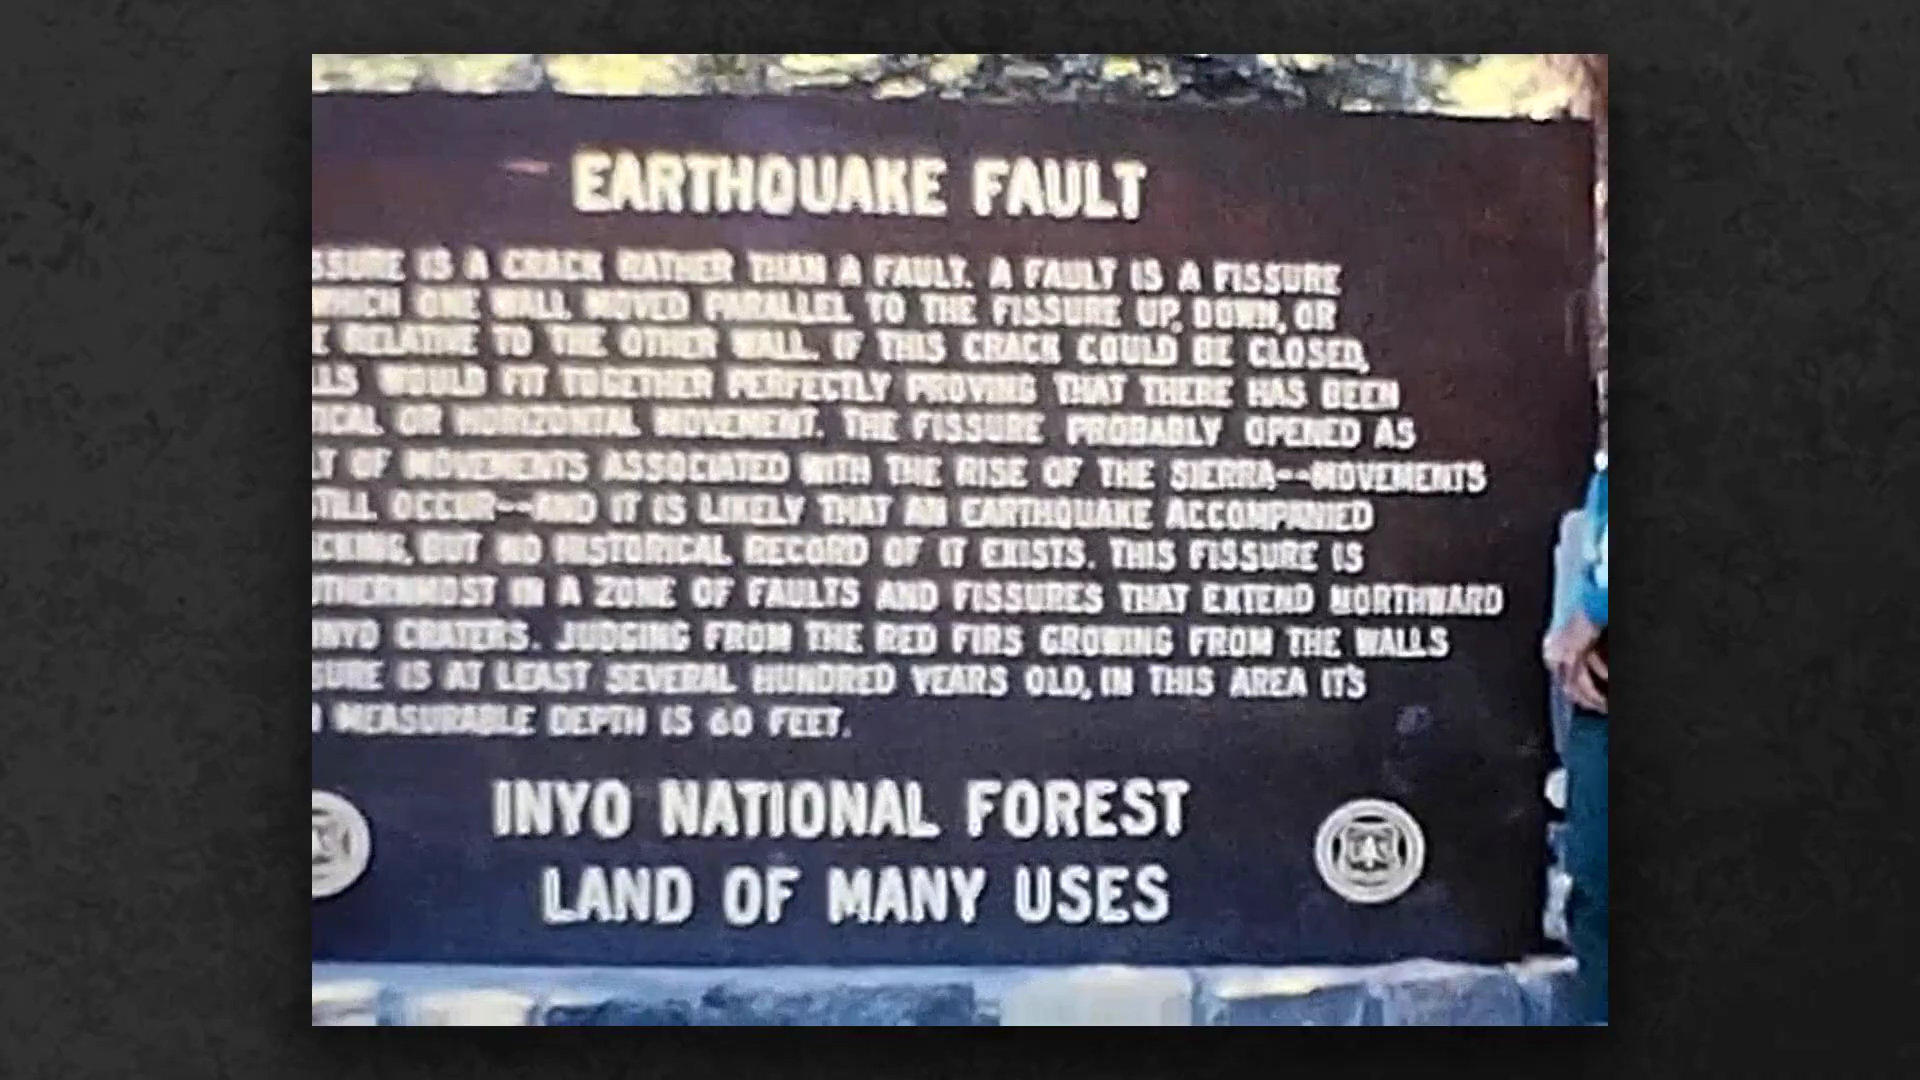 EARTHQUAKE FAULT
SSURE IS A CRACK RATHER THAN A FAULT. A FAULT IS A FISSURE
WHICH ONE WALL MOVED PARALLEL TO THE FISSURE UP, DOWN, OR
E RELATIVE TO THE OTHER WALL. IF THIS CRACK COULD BE CLOSED,
LLS WOULD FIT TOGETHER PERFECTLY PROVING THAT THERE HAS BEEN
ICAL OR HORIZONTAL MOVEMENT. THE FISSURE PROBABLY OPENED AS
LT OF MOVEMENTS ASSOCIATED WITH THE RISE OF THE SIERRA--MOVEMENTS
TILL OCCUR--AND IT IS LIKELY THAT AN EARTHQUAKE ACCOMPANIED
CKING, BUT NO HISTORICAL RECORD OF IT EXISTS. THIS FISSURE IS
THERNMOST IN A ZONE OF FAULTS AND FISSURES THAT EXTEND NORTHWARD
INYO CRATERS. JUDGING FROM THE RED FIRS GROWING FROM THE WALLS
SURE IS AT LEAST SEVERAL HUNDRED YEARS OLD, IN THIS AREA IT'S
MEASURABLE DEPTH IS 60 FEET.
INYO NATIONAL FOREST
LAND OF MANY USES